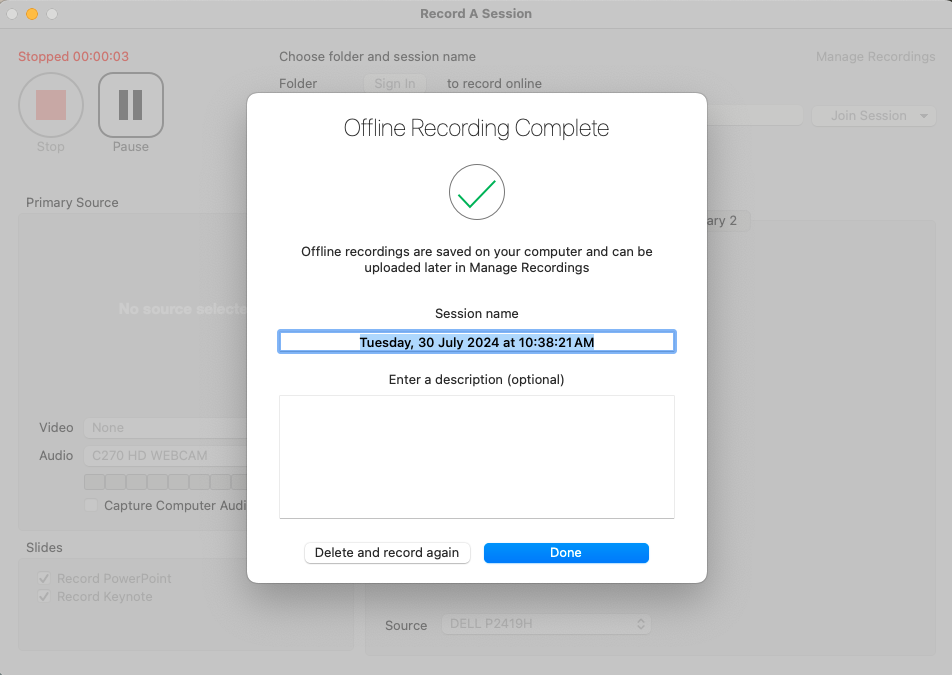 Record A Session
Stopped 00:00:03
Choose folder and session name
Manage Recordings
Folder
Sign In
to record online
Join Session
Stop
Pause
Primary Source
ary 2
No source selecte
Video
None
Audio
C270 HD WEBCAM
Capture Computer Audi
Slides
Record PowerPoint
Record Keynote
Source
DELL P2419H
Offline Recording Complete
Offline recordings are saved on your computer and can be
uploaded later in Manage Recordings
Session name
Tuesday, 30 July 2024 at 10:38:21 AM
Enter a description (optional)
Delete and record again
Done